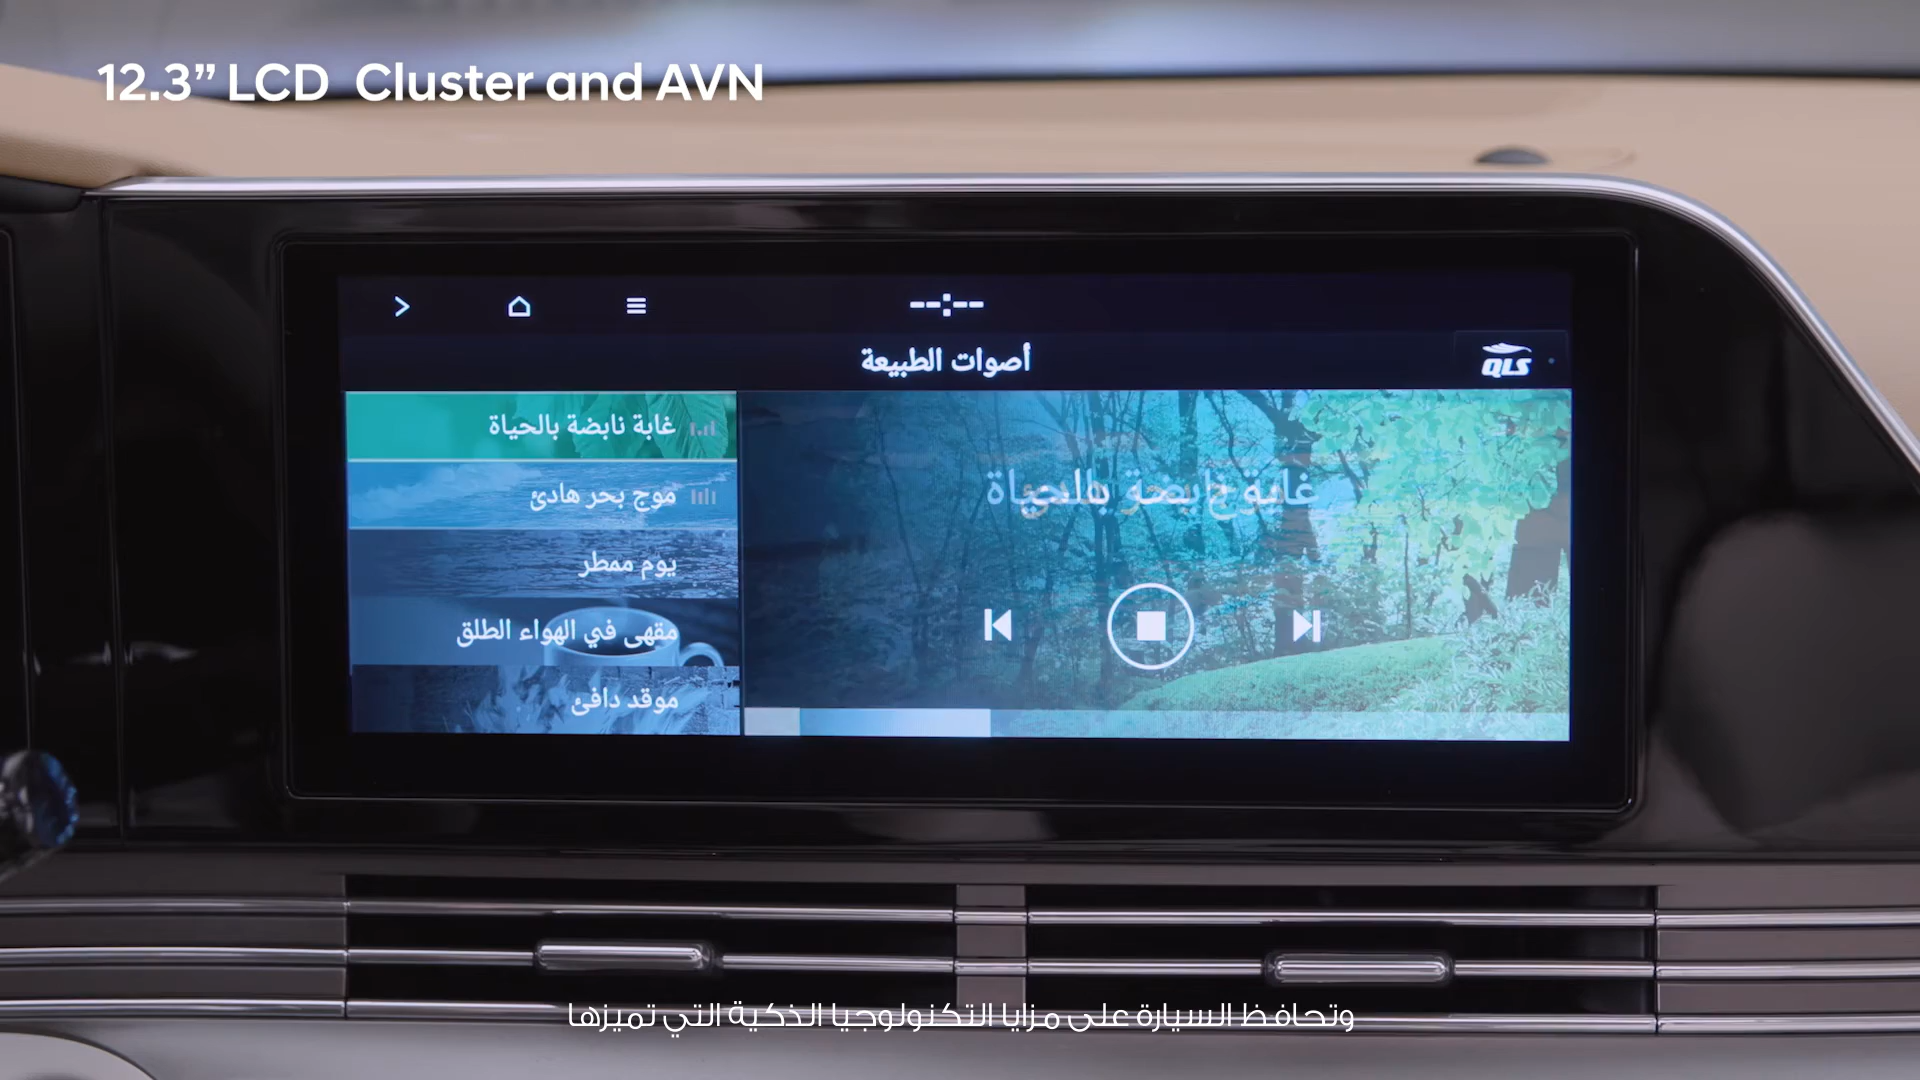 12.3” LCD Cluster and AVN
--:--
أصوات الطبيعة
QLS
غابة نابضة بالحياة
موج بحر هادئ
يوم ممطر
مقهى في الهواء الطلق
موقد دافئ
غابة نابضة بالحياة
وتحافظ السيارة على مزايا التكنولوجيا الذكية التي تميزها